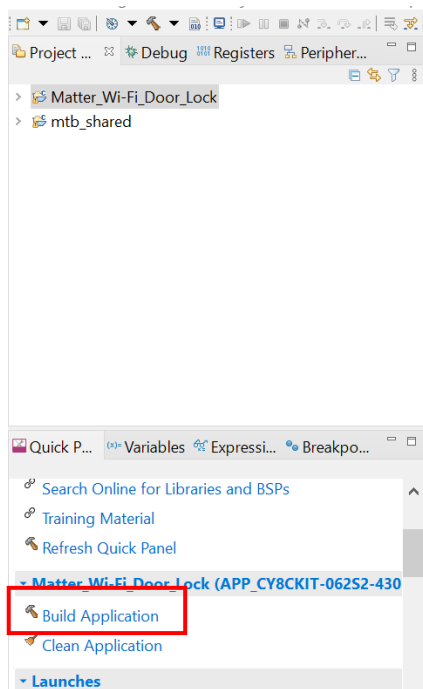 Project ... Debug Registers Peripher...
Matter_Wi-Fi_Door_Lock
mtb_shared
Quick P... Variables Expressi... Breakpo...
Search Online for Libraries and BSPs
Training Material
Refresh Quick Panel
Matter_Wi-Fi_Door_Lock (APP_CY8CKIT-062S2-430
Build Application
Clean Application
Launches